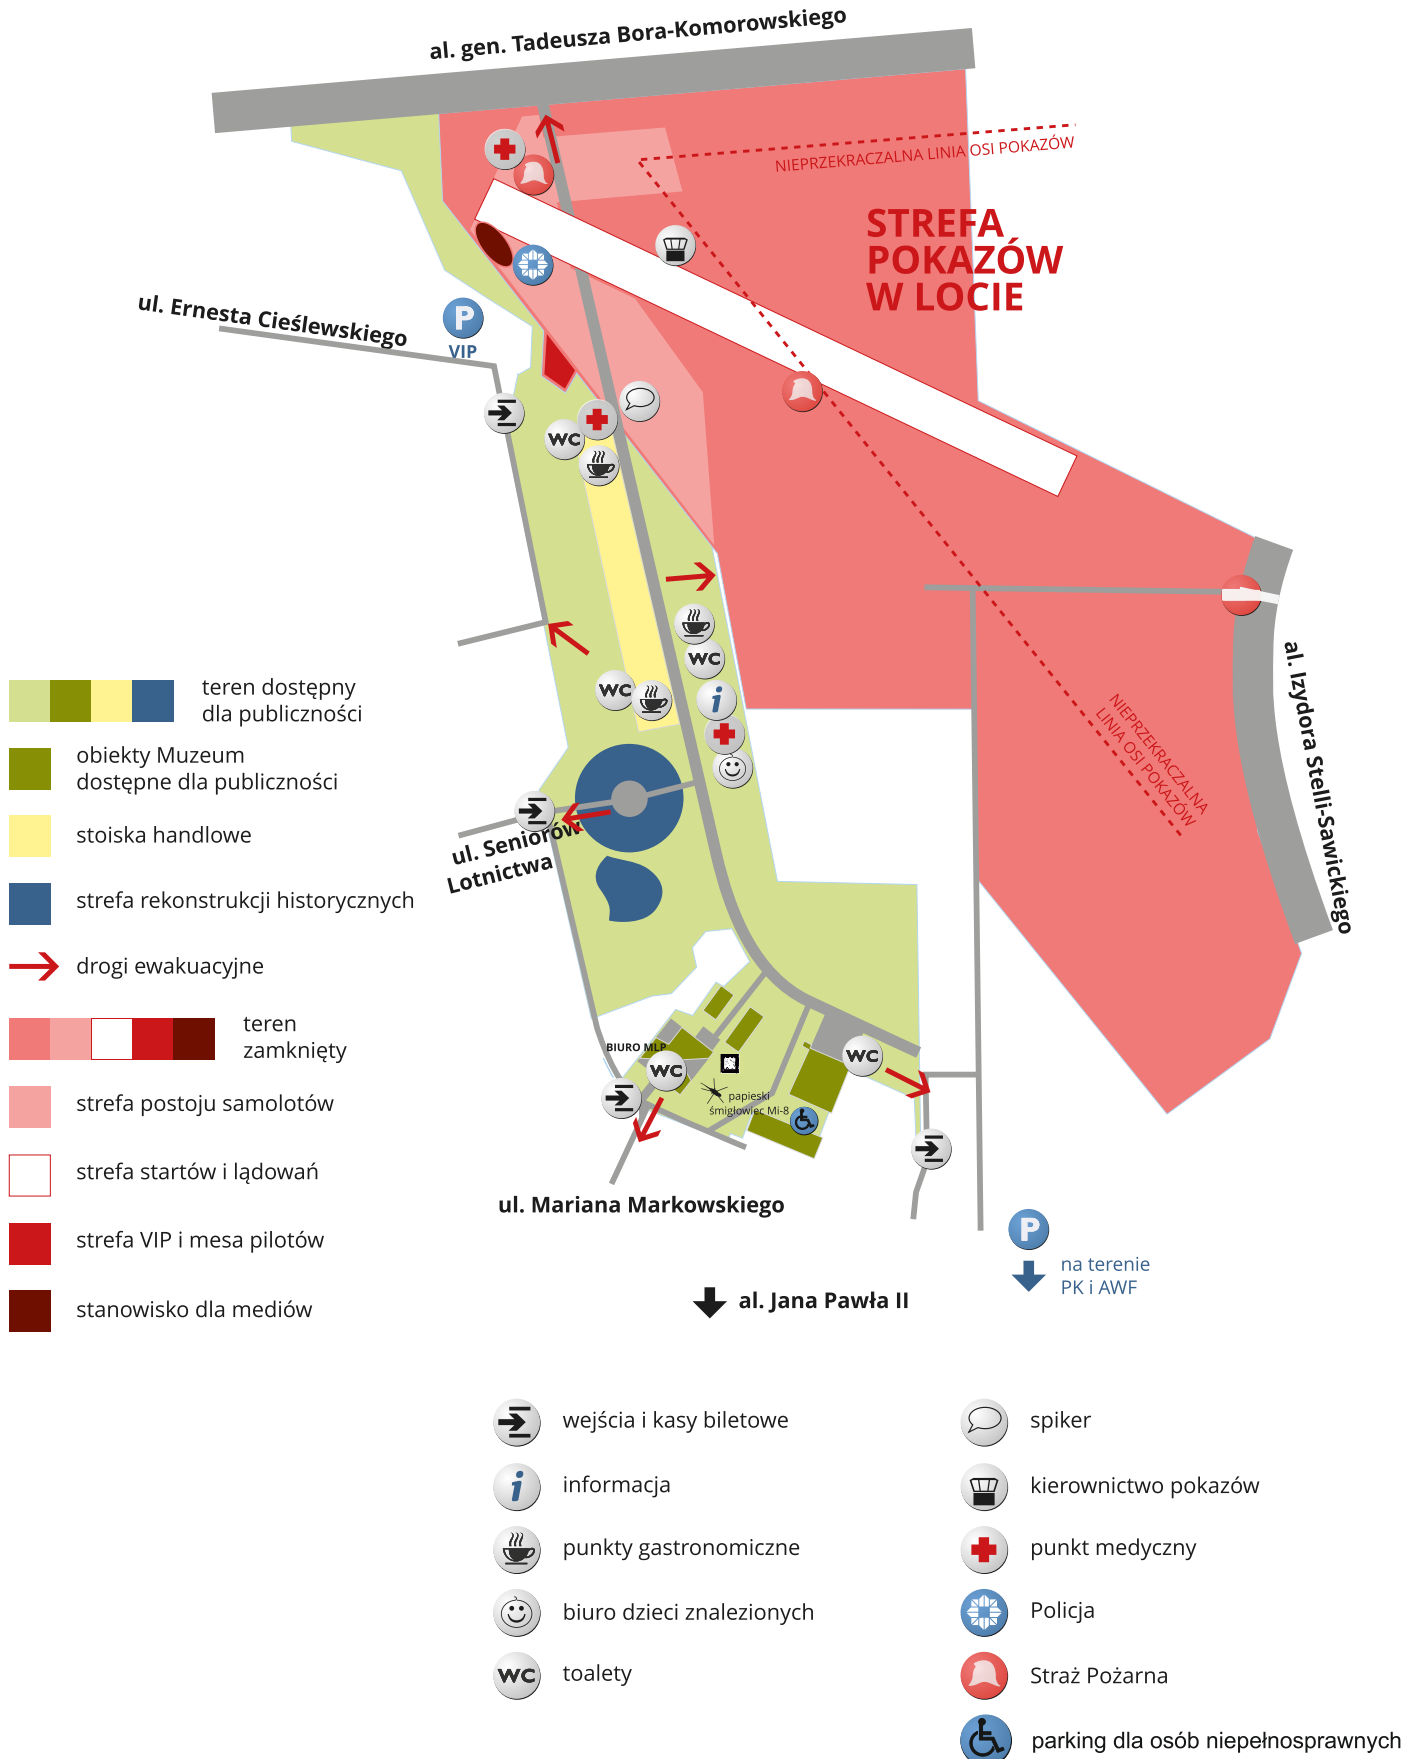 al. gen. Tadeusza Bora-Komorowskiego
NIEPRZEKRACZALNA LINIA OSI POKAZÓW
STREFA
POKAZÓW
W LOCIE
ul. Ernesta Cieślewskiego
P
VIP
WC
WC
WC
i
NIEPRZEKRACZALNA
LINIA OSI POKAZÓW
al. Izydora Stelli-Sawickiego
ul. Seniorów
Lotnictwa
BIURO MLP
WC
WC
papieski
śmigłowiec Mi-8
ul. Mariana Markowskiego
P
na terenie
PK i AWF
al. Jana Pawła II
teren dostępny
dla publiczności
obiekty Muzeum
dostępne dla publiczności
stoiska handlowe
strefa rekonstrukcji historycznych
drogi ewakuacyjne
teren
zamknięty
strefa postoju samolotów
strefa startów i lądowań
strefa VIP i mesa pilotów
stanowisko dla mediów
wejścia i kasy biletowe
i
informacja
punkty gastronomiczne
biuro dzieci znalezionych
WC
toalety
spiker
kierownictwo pokazów
punkt medyczny
Policja
Straż Pożarna
parking dla osób niepełnosprawnych